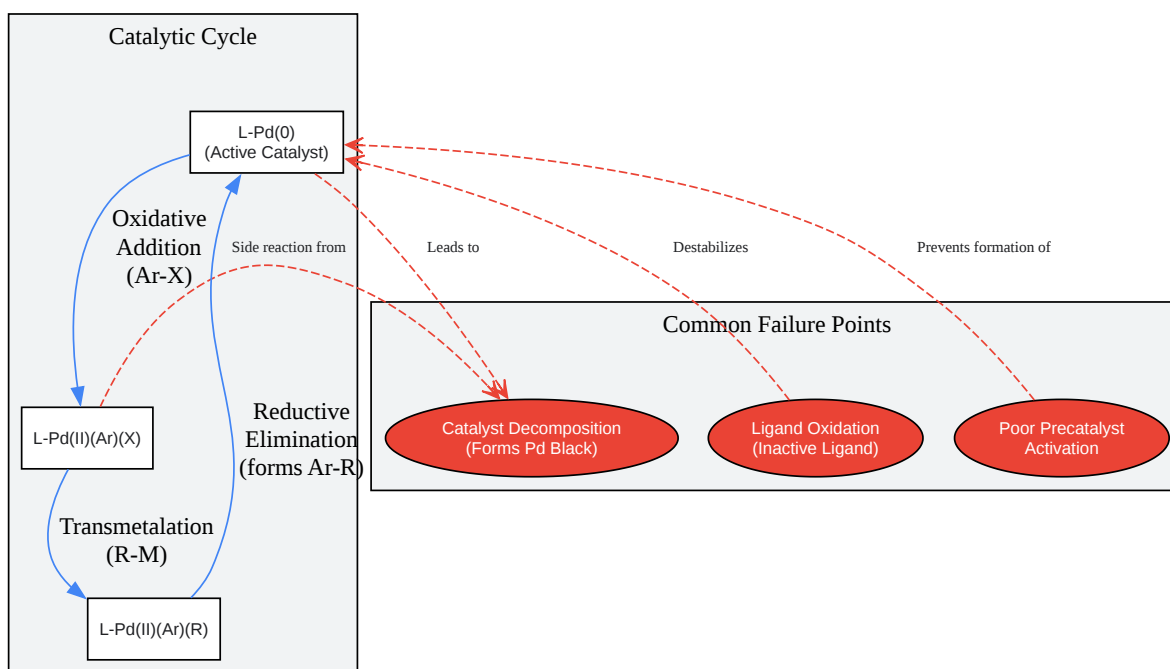 Catalytic Cycle
L-Pd(0)
(Active Catalyst)
Oxidative
Addition
(Ar-X)
Side reaction from
Leads to
Destabilizes
Prevents formation of
Common Failure Points
L-Pd(II)(Ar)(X)
Reductive
Elimination
(forms Ar-R)
Catalyst Decomposition
(Forms Pd Black)
Ligand Oxidation
(Inactive Ligand)
Poor Precatalyst
Activation
Transmetalation
(R-M)
L-Pd(II)(Ar)(R)